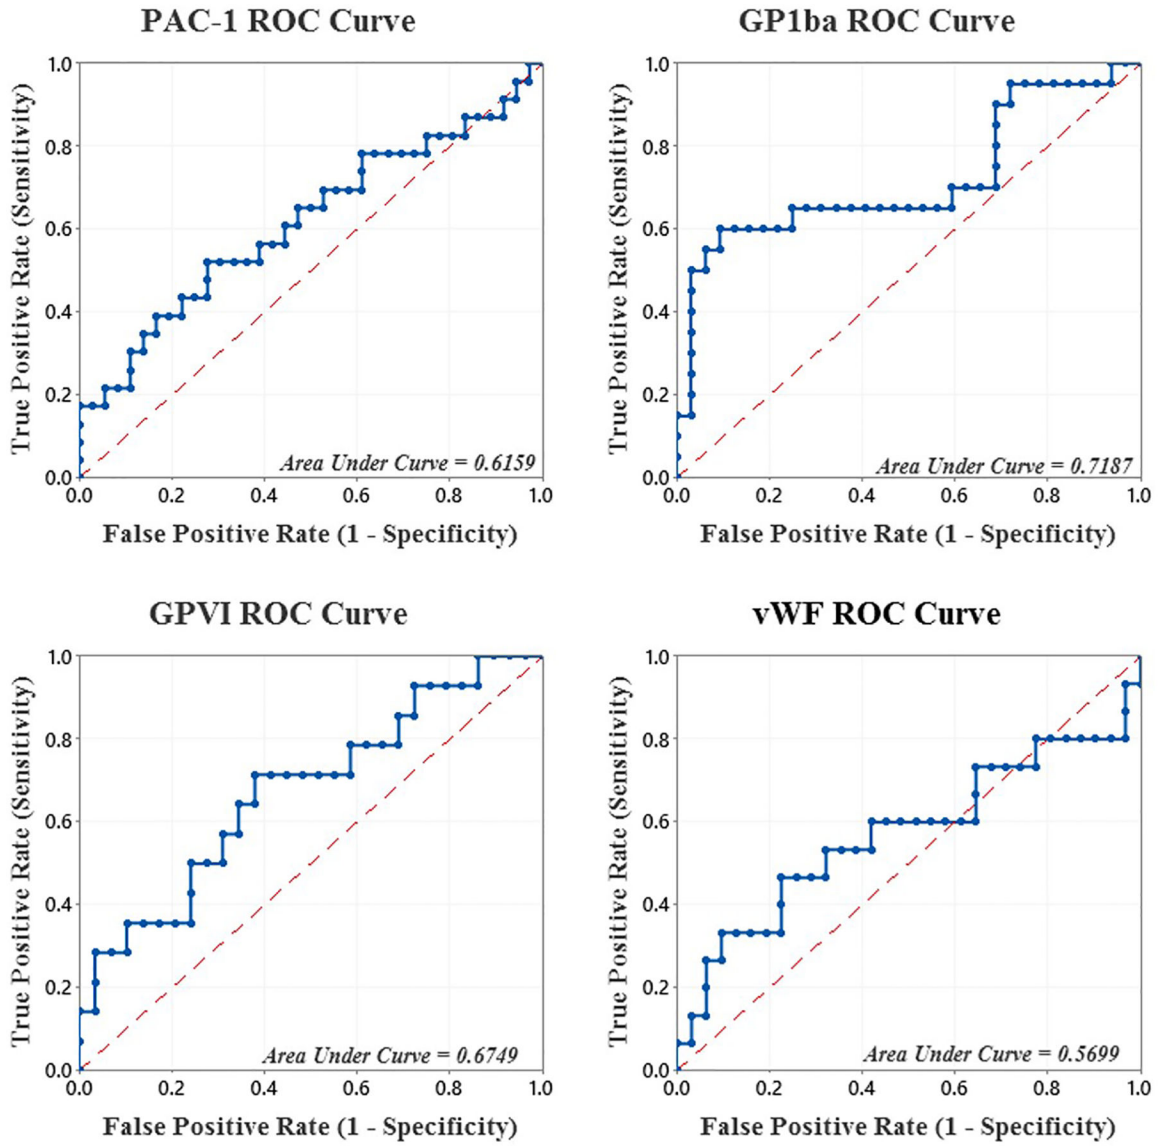 PAC-1 ROC Curve
True Positive Rate (Sensitivity)
1.0
0.8
0.6
0.4
0.2
0.0
Area Under Curve = 0.6159
0.0 0.2 0.4 0.6 0.8 1.0
False Positive Rate (1 - Specificity)
GP1ba ROC Curve
True Positive Rate (Sensitivity)
1.0
0.8
0.6
0.4
0.2
0.0
Area Under Curve = 0.7187
0.0 0.2 0.4 0.6 0.8 1.0
False Positive Rate (1 - Specificity)
GPVI ROC Curve
True Positive Rate (Sensitivity)
1.0
0.8
0.6
0.4
0.2
0.0
Area Under Curve = 0.6749
0.0 0.2 0.4 0.6 0.8 1.0
False Positive Rate (1 - Specificity)
vWF ROC Curve
True Positive Rate (Sensitivity)
1.0
0.8
0.6
0.4
0.2
0.0
Area Under Curve = 0.5699
0.0 0.2 0.4 0.6 0.8 1.0
False Positive Rate (1 - Specificity)